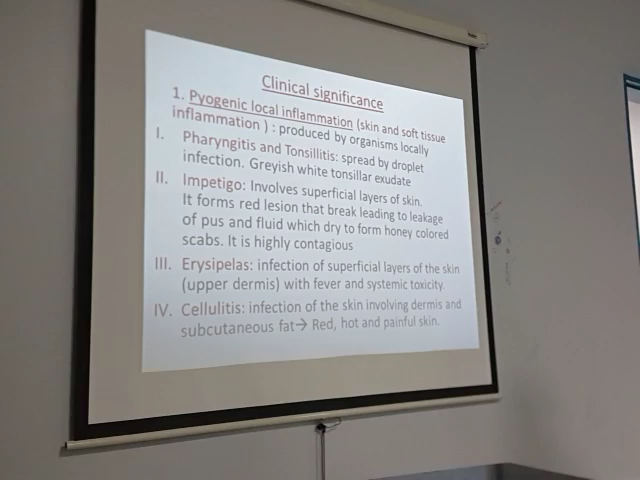 Clinical significance
1. Pyogenic local inflammation (skin and soft tissue
inflammation ) : produced by organisms locally
I. Pharyngitis and Tonsillitis: spread by droplet
infection. Greyish white tonsillar exudate
II. Impetigo: Involves superficial layers of skin.
It forms red lesion that break leading to leakage
of pus and fluid which dry to form honey colored
scabs. It is highly contagious
III. Erysipelas: infection of superficial layers of the skin
(upper dermis) with fever and systemic toxicity.
IV. Cellulitis: infection of the skin involving dermis and
subcutaneous fat→ Red, hot and painful skin.